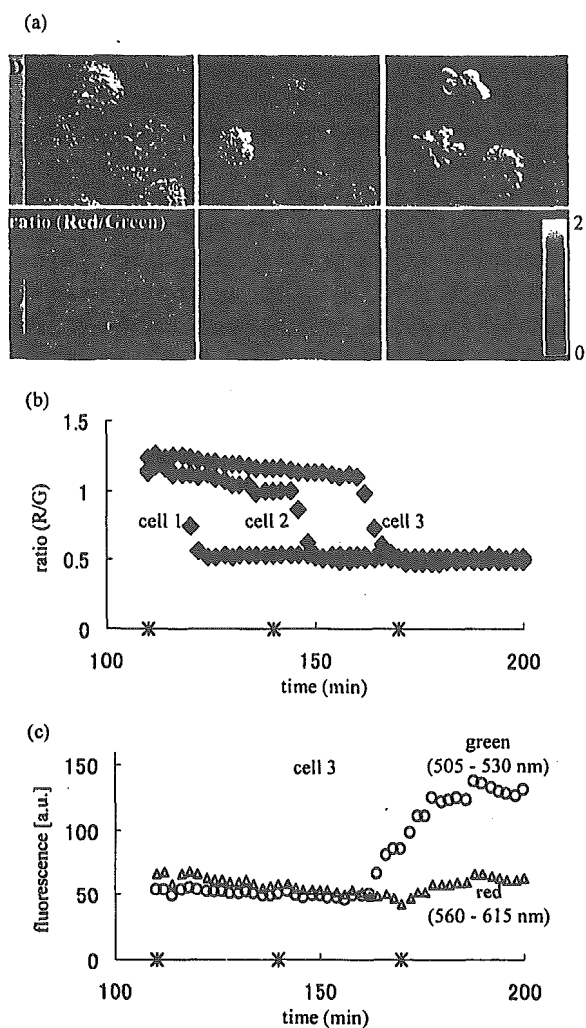 (a)
ratio (Red/Green)
2
0
(b)
1.5
1
0.5
0
ratio (R/G)
cell 1
cell 2
cell 3
100
150
200
time (min)
(c)
cell 3
green
(505 - 530 nm)
red
(560 - 615 nm)
150
100
50
0
fluorescence [a.u.]
100
150
200
time (min)